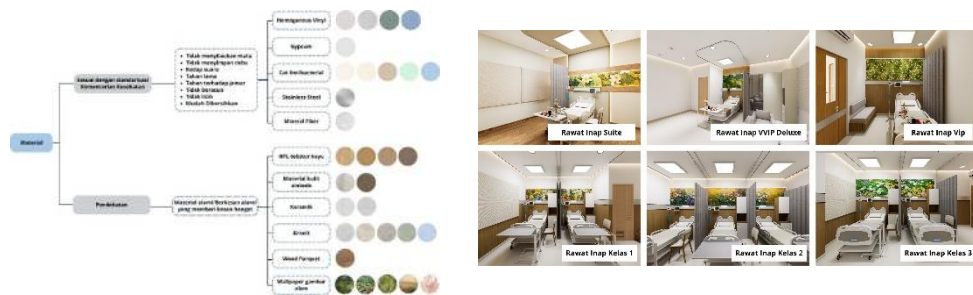 Material
Sesuai dengan standarisasi
Kementerian Kesehatan
Tidak menyilaukan mata
Tidak menyimpan debu
Kedap suara
Tahan lama
Tahan terhadap jamur
Tidak berpori
Tidak licin
Mudah Dibersihkan
Homogenous Vinyl
Gypsum
Cat Antibacterial
Stainless Steel
Mineral Fiber
Pendekatan
Material alami/Berkesan alami
yang memberi kesan hangat
HPL tekstur kayu
Material kulit
sintetis
Keramik
Granit
Wood Parquet
Wallpaper gambar
alam
Rawat Inap Suite
Rawat Inap VVIP Deluxe
Rawat Inap Vip
Rawat Inap Kelas 1
Rawat Inap Kelas 2
Rawat Inap Kelas 3